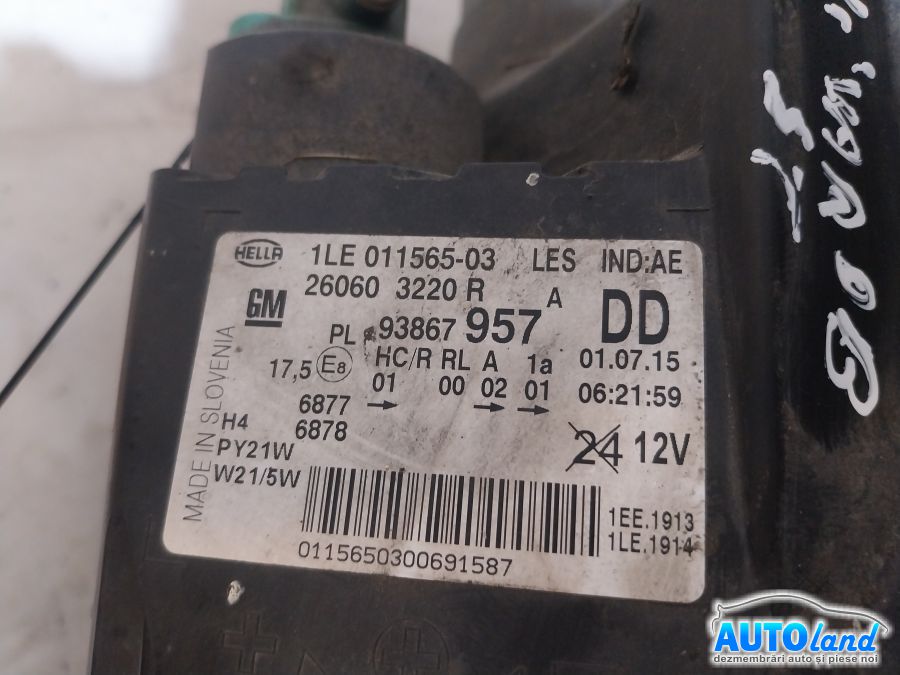 HELLA 1LE 011565-03 LES IND:AE
GM 26060 3220 R A DD
PL 93867 957
17,5 E8 HC/R RL A 1a 01.07.15
01 00 02 01 06:21:59
6877
H4 6878
PY21W 24 12V
W21/5W
MADE IN SLOVENIA
1EE.1913
1LE.1914
0115650300691587
AUTOland
dezmembrări auto și piese noi